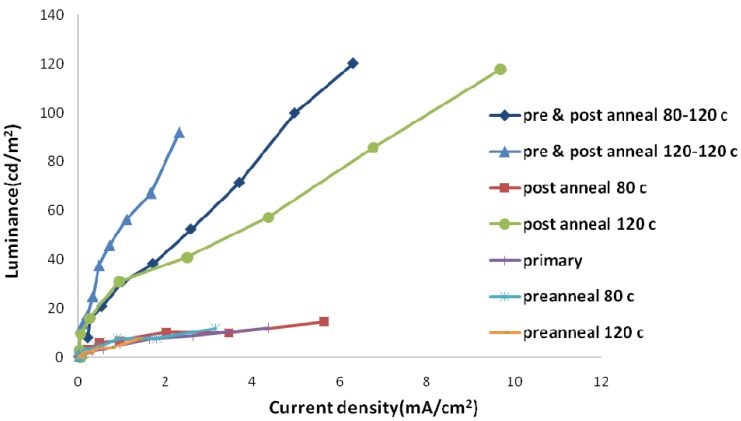 140
120
100
80
60
40
20
0
Luminance(cd/m²)
0 2 4 6 8 10 12
Current density(mA/cm²)
pre & post anneal 80-120 c
pre & post anneal 120-120 c
post anneal 80 c
post anneal 120 c
primary
preanneal 80 c
preanneal 120 c